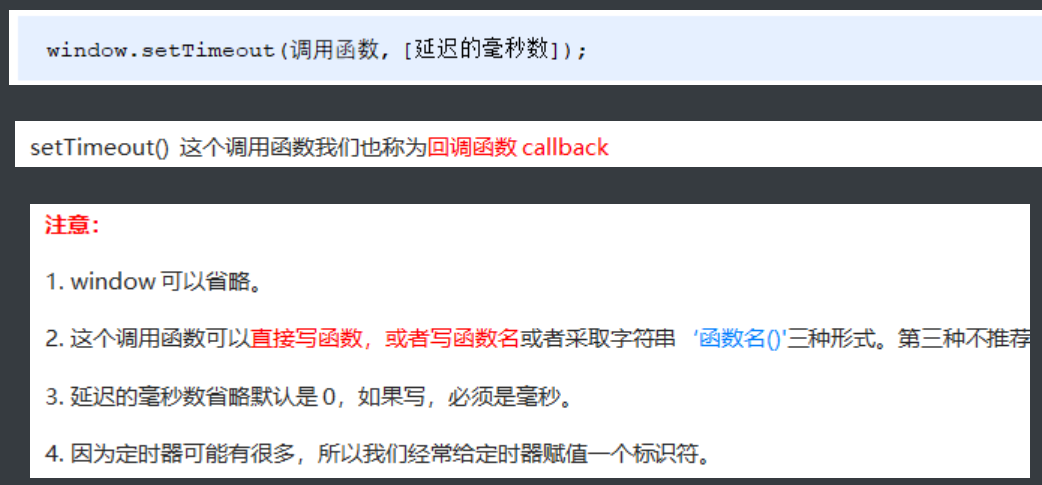 window.setTimeout(调用函数, [延迟的毫秒数]);
setTimeout() 这个调用函数我们也称为回调函数 callback
注意：
1. window 可以省略。
2. 这个调用函数可以直接写函数，或者写函数名或者采取字符串 ‘函数名()'三种形式。第三种不推荐
3. 延迟的毫秒数省略默认是 0，如果写，必须是毫秒。
4. 因为定时器可能有很多，所以我们经常给定时器赋值一个标识符。